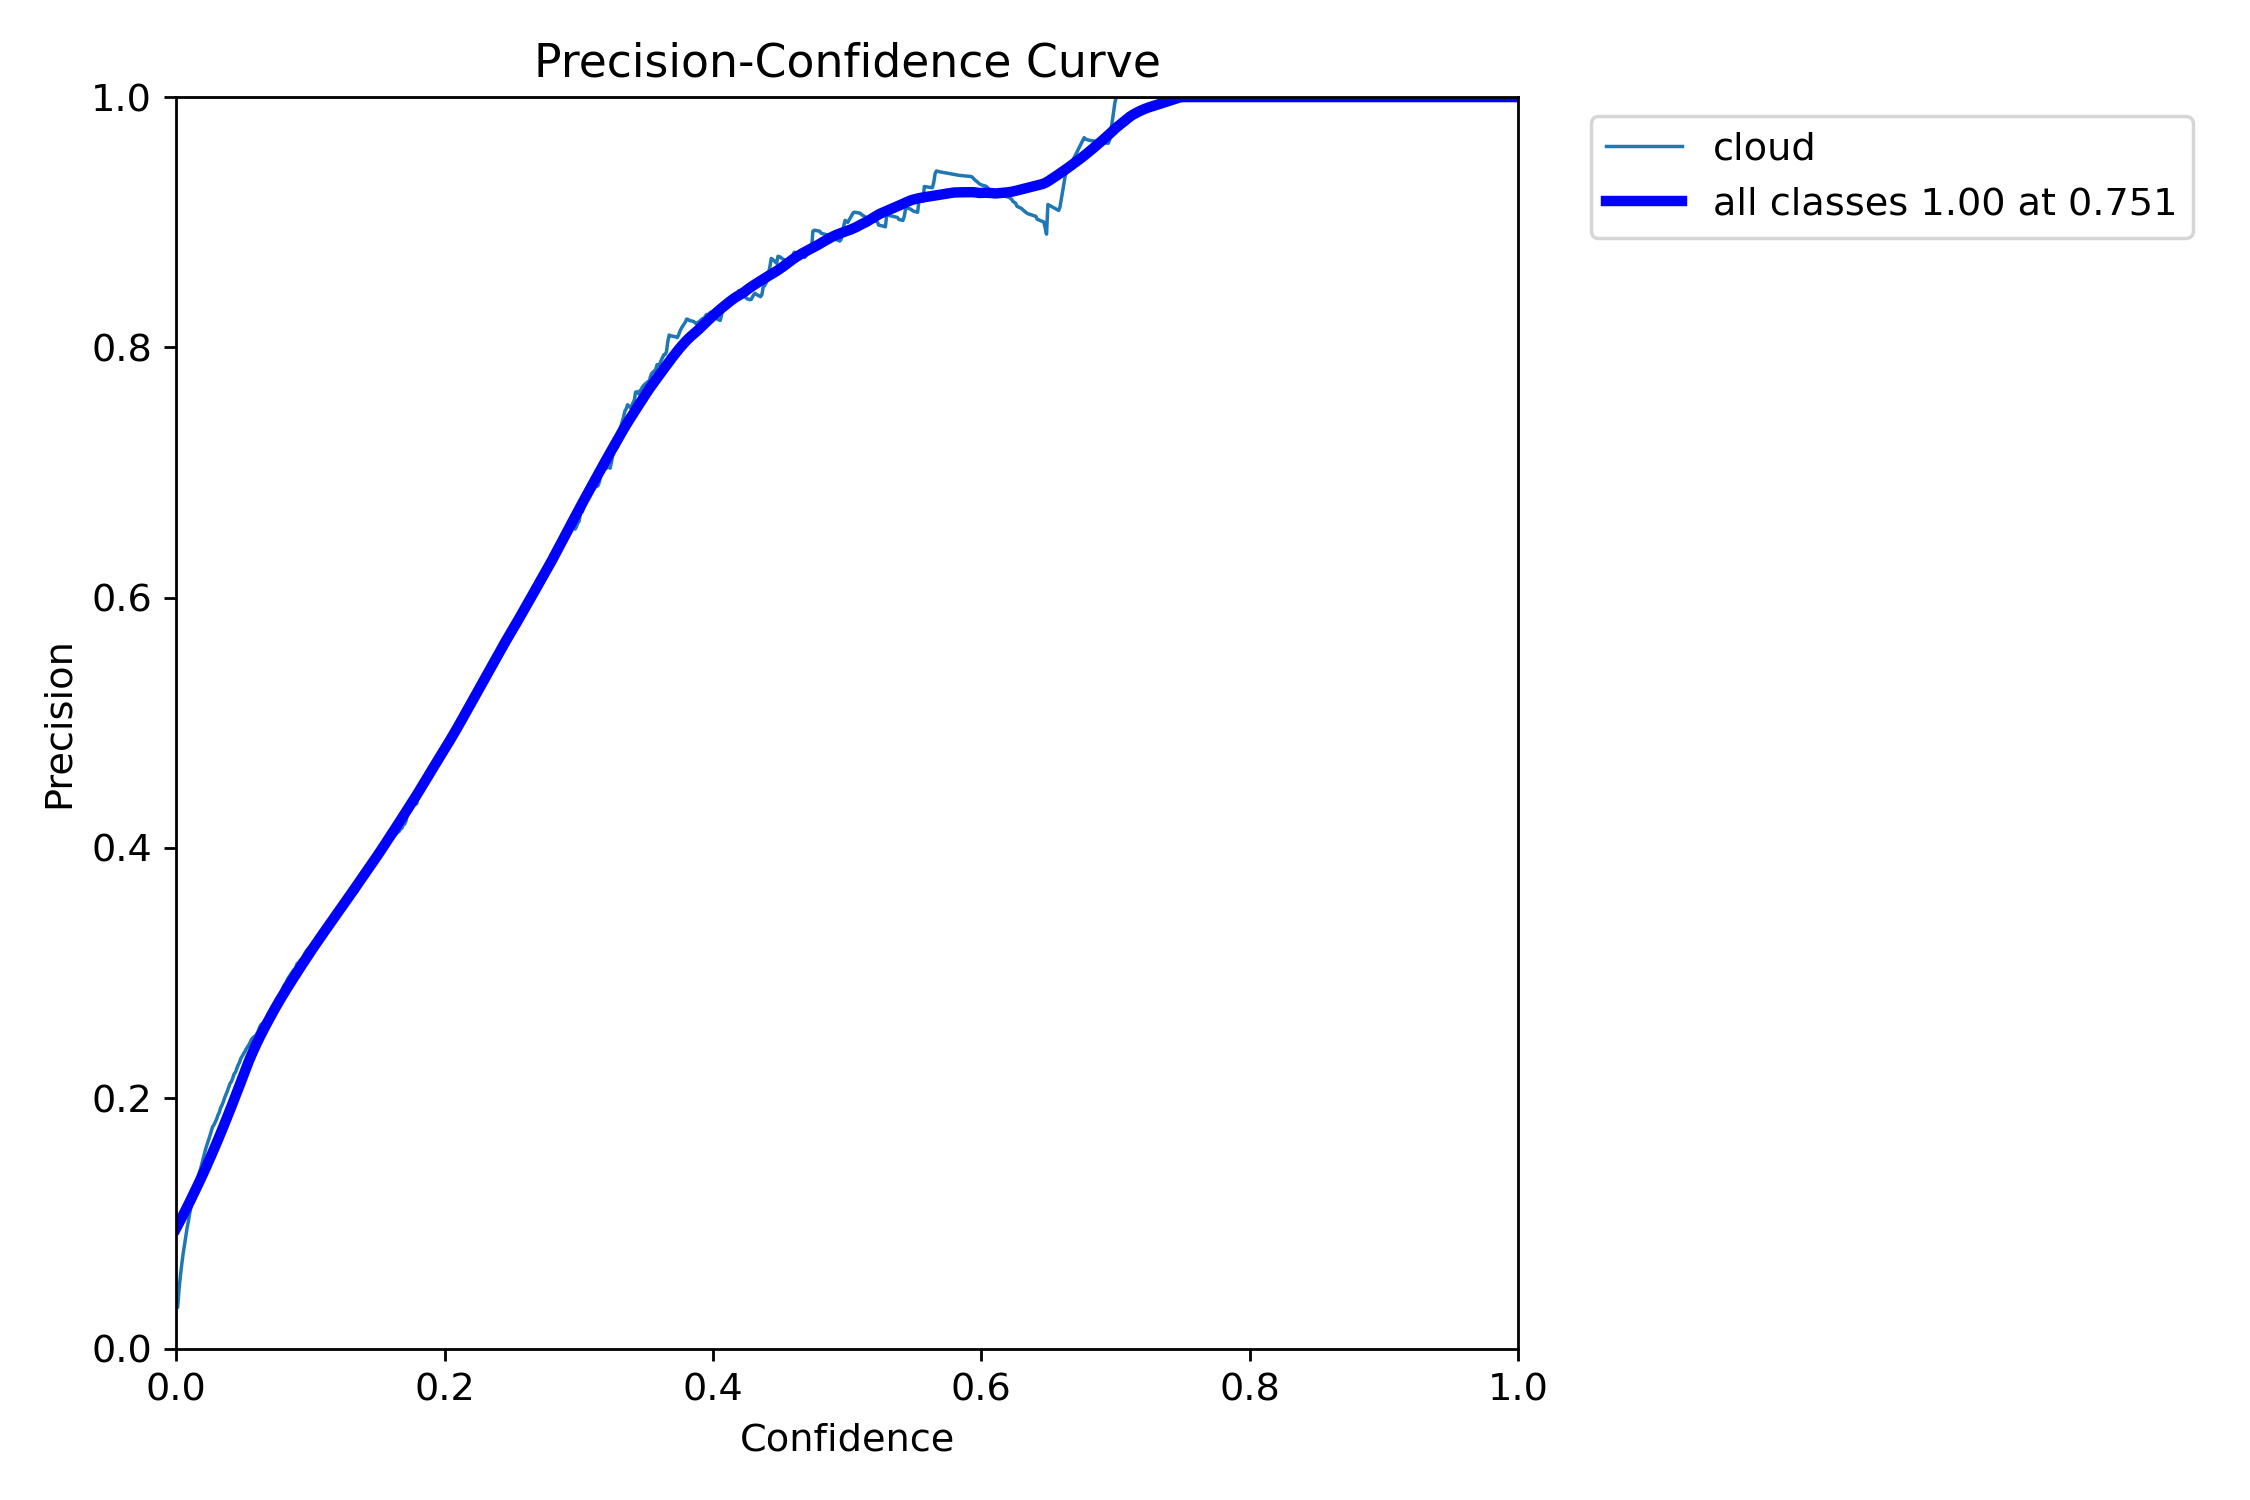 Precision-Confidence Curve
1.0
0.8
0.6
0.4
0.2
0.0
Precision
0.0 0.2 0.4 0.6 0.8 1.0
Confidence
cloud
all classes 1.00 at 0.751